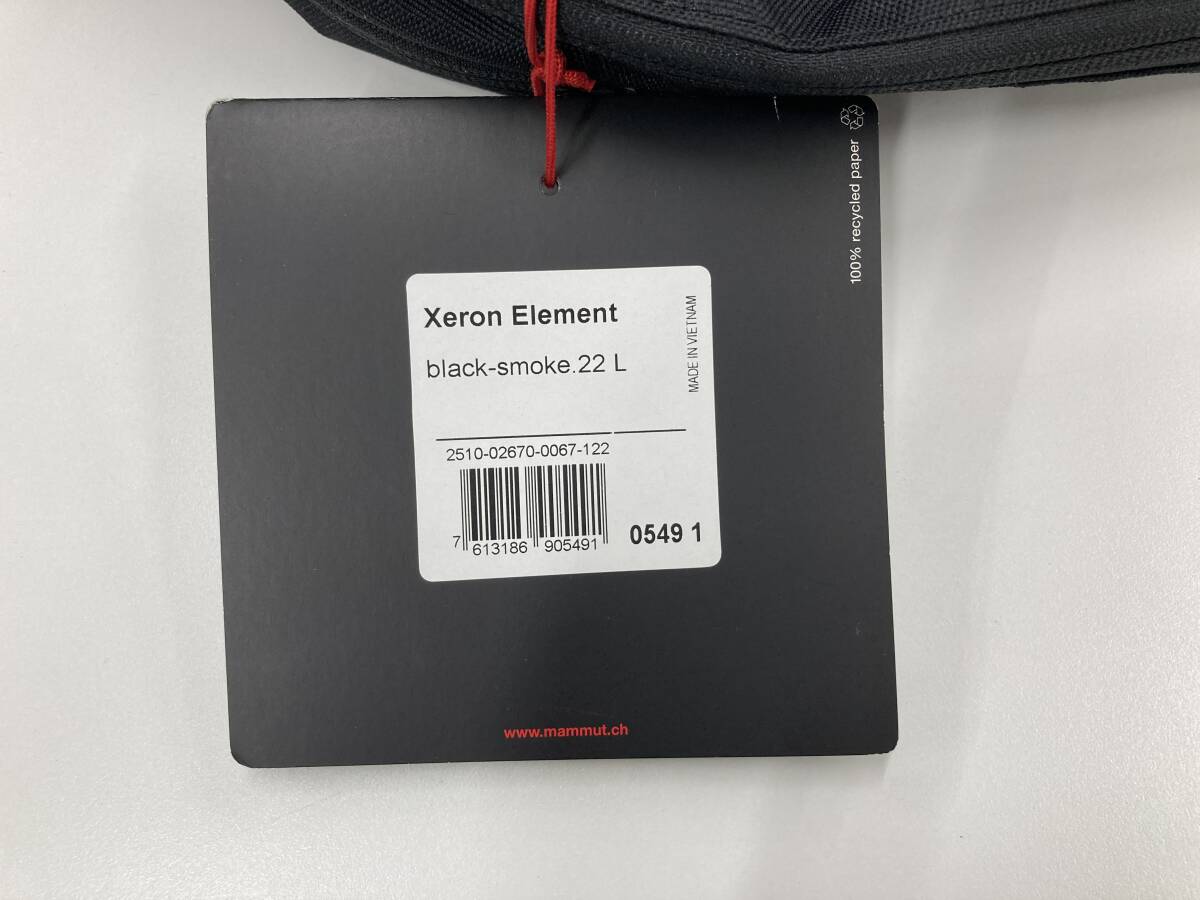 100% recycled paper
Xeron Element
black-smoke.22 L
MADE IN VIETNAM
2510-02670-0067-122
7 613186 905491
0549 1
www.mammut.ch